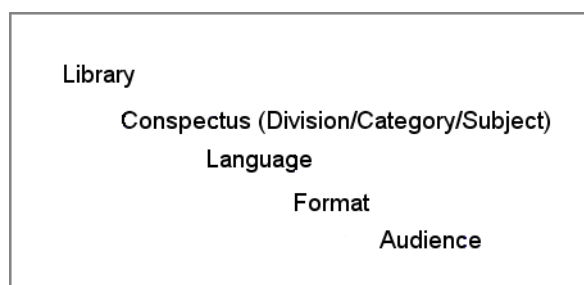 Library
Conspectus (Division/Category/Subject)
Language
Format
Audience